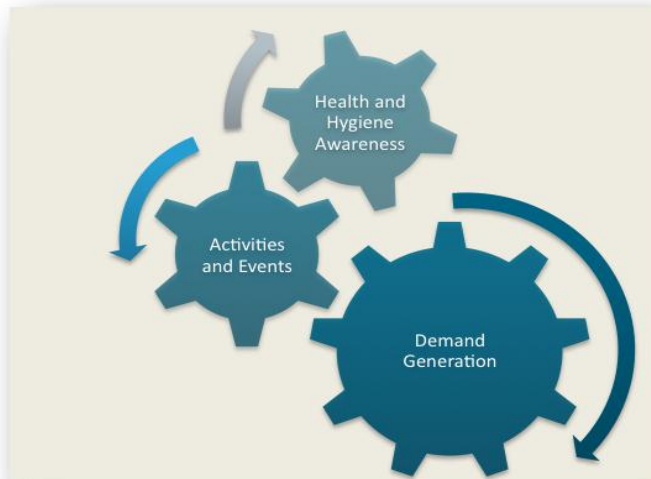 Health and
Hygiene
Awareness
Activities
and Events
Demand
Generation